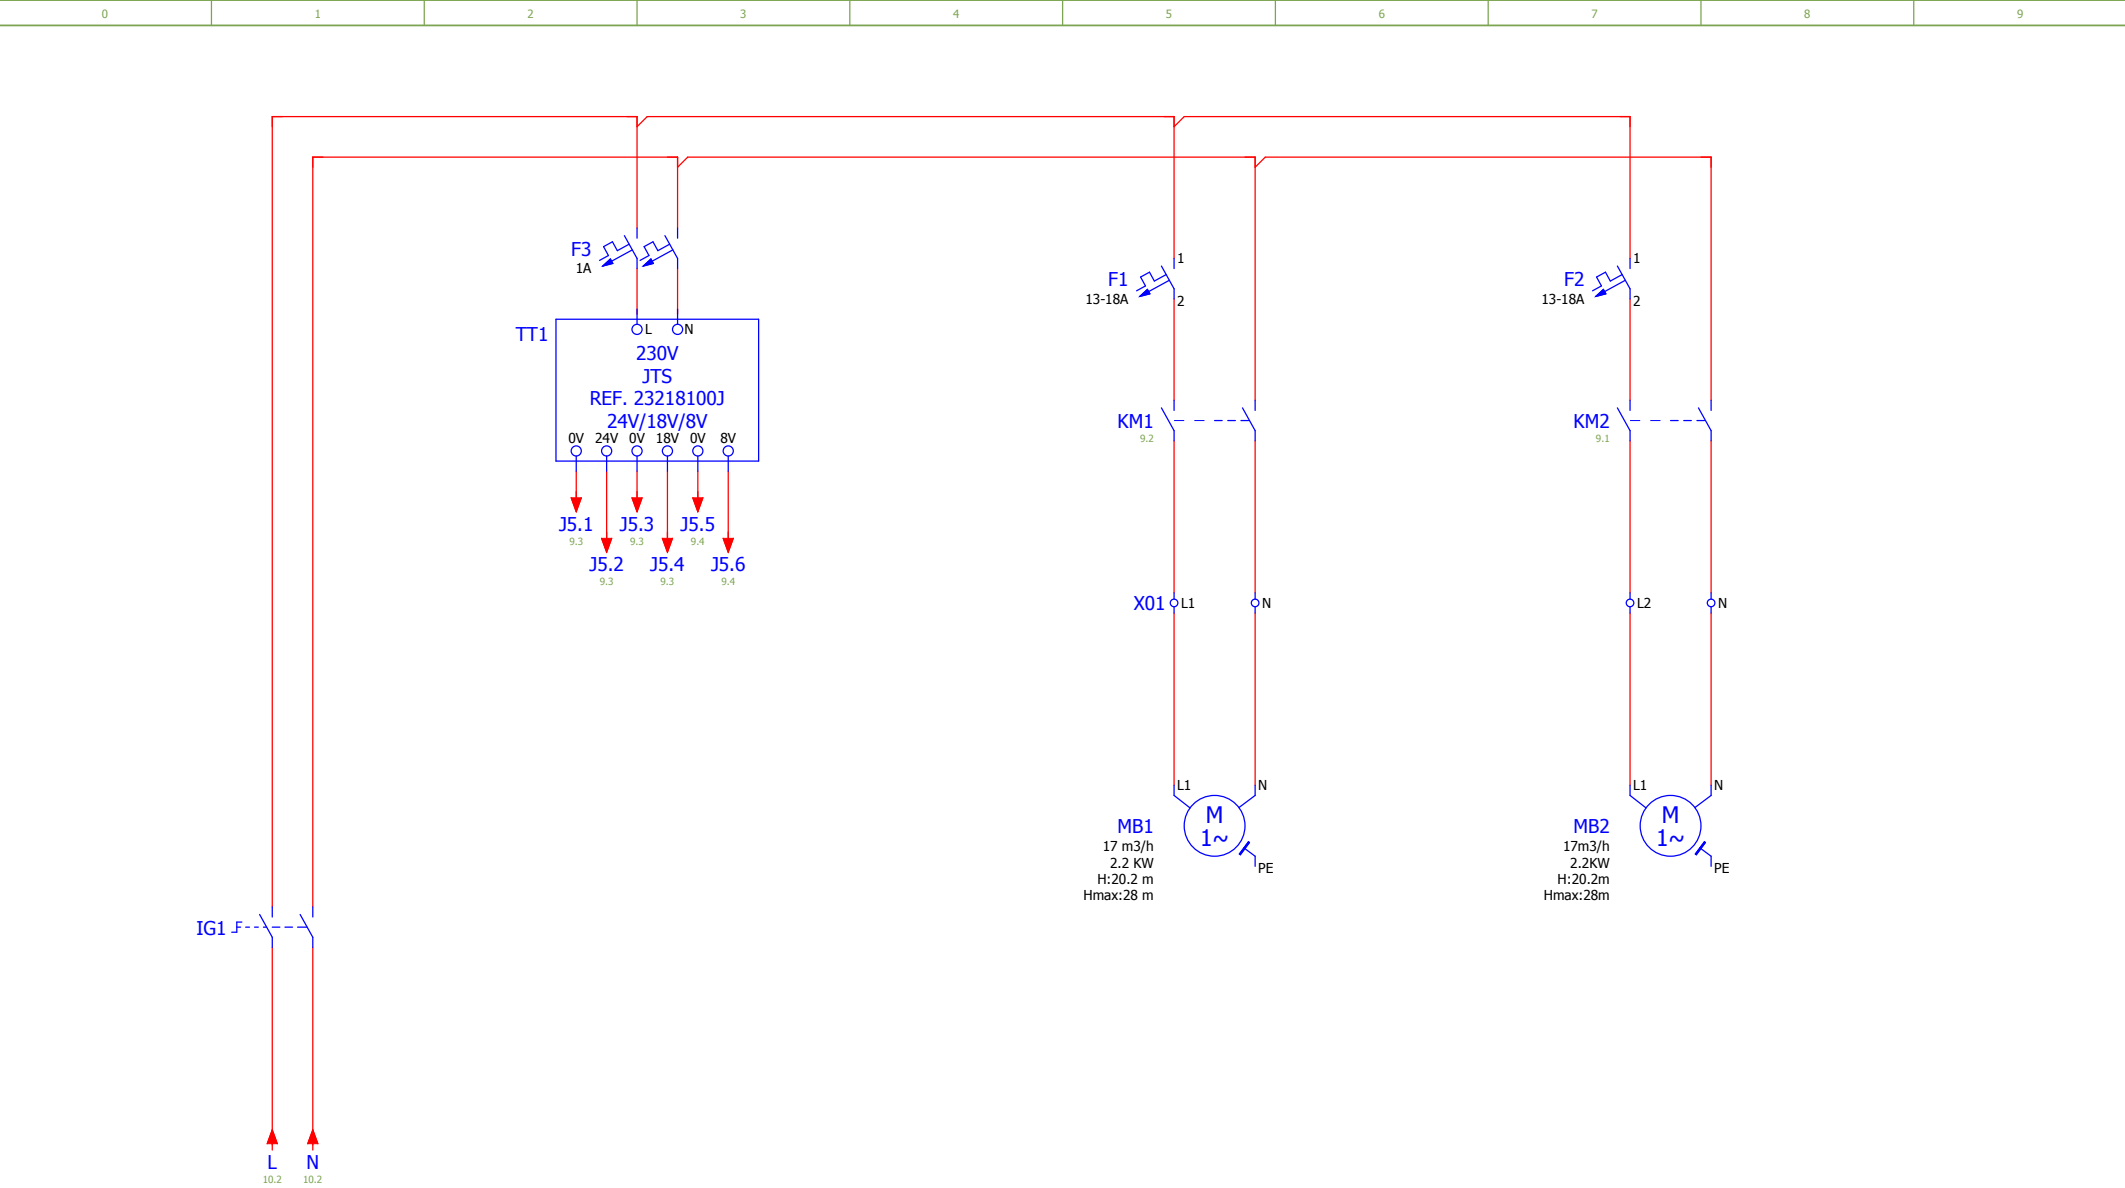 0 1 2 3 4 5 6 7 8 9
F3
1A
TT1
L N
230V
JTS
REF. 23218100J
24V/18V/8V
0V 24V 0V 18V 0V 8V
J5.1 J5.3 J5.5
9.3 9.3 9.4
J5.2 J5.4 J5.6
9.3 9.3 9.4
F1
13-18A
1
2
KM1
9.2
X01 L1 N
L1 N
M
1~
PE
MB1
17 m3/h
2.2 KW
H:20.2 m
Hmax:28 m
F2
13-18A
1
2
KM2
9.1
L2 N
L1 N
M
1~
PE
MB2
17m3/h
2.2KW
H:20.2m
Hmax:28m
IG1
L N
10.2 10.2